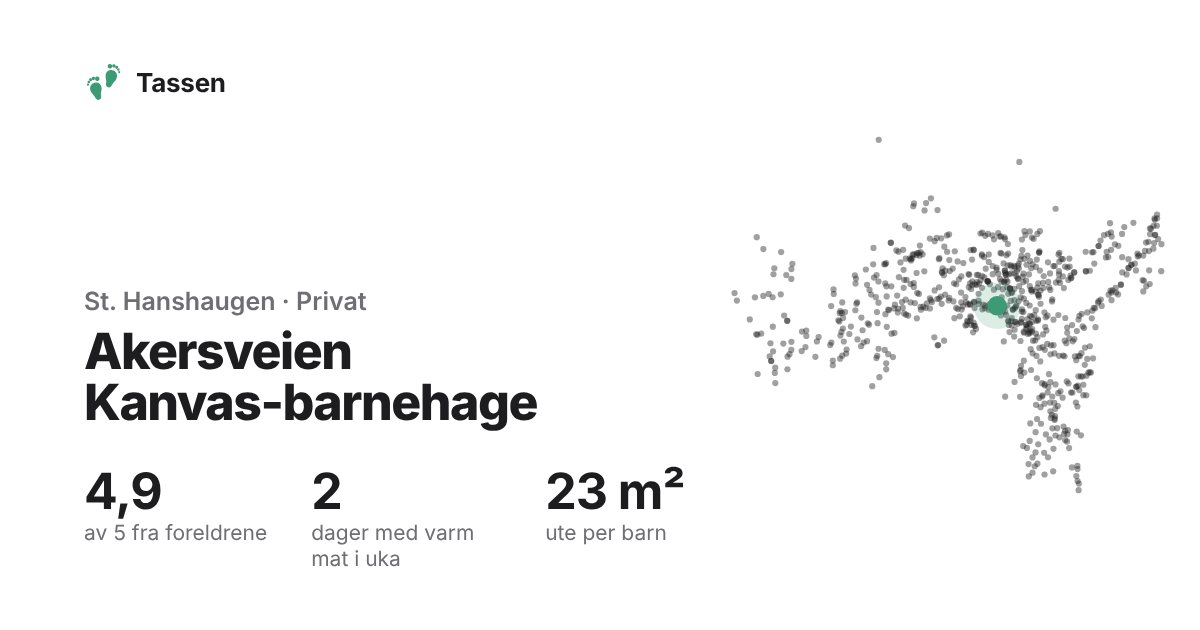 Tassen
St. Hanshaugen · Privat
Akersveien
Kanvas-barnehage
4,9
av 5 fra foreldrene
2
dager med varm
mat i uka
23 m²
ute per barn